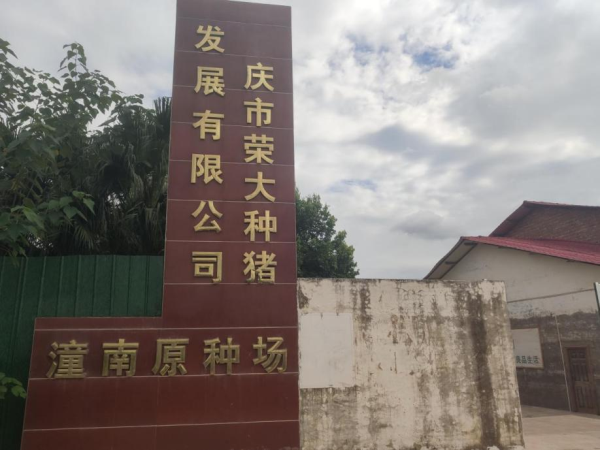 庆市荣大种猪
发展有限公司
潼南原种场